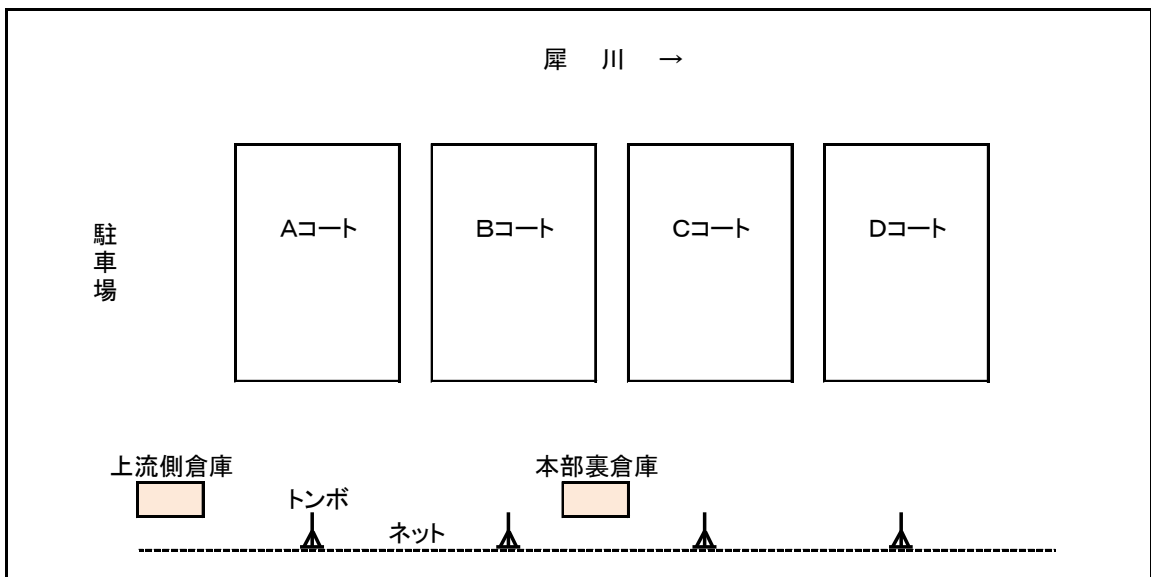 犀 川 →
Aコート
Bコート
Cコート
Dコート
駐車場
上流側倉庫
本部裏倉庫
トンボ
ネット